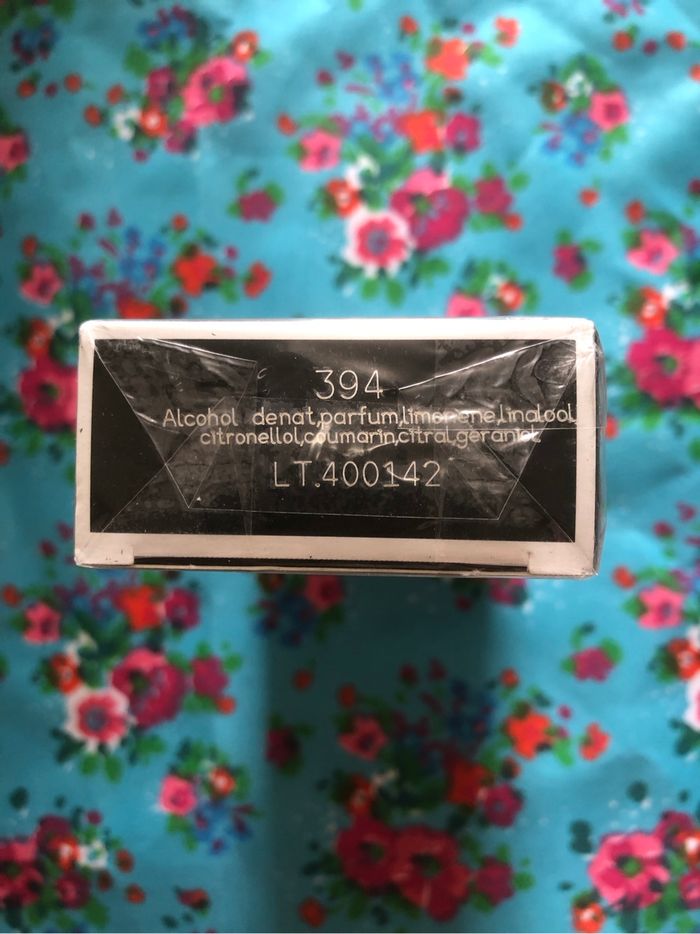 394
Alcohol denat,parfum,limonene,linalool,
citronellol,coumarin,citral,geraniol.
LT.400142